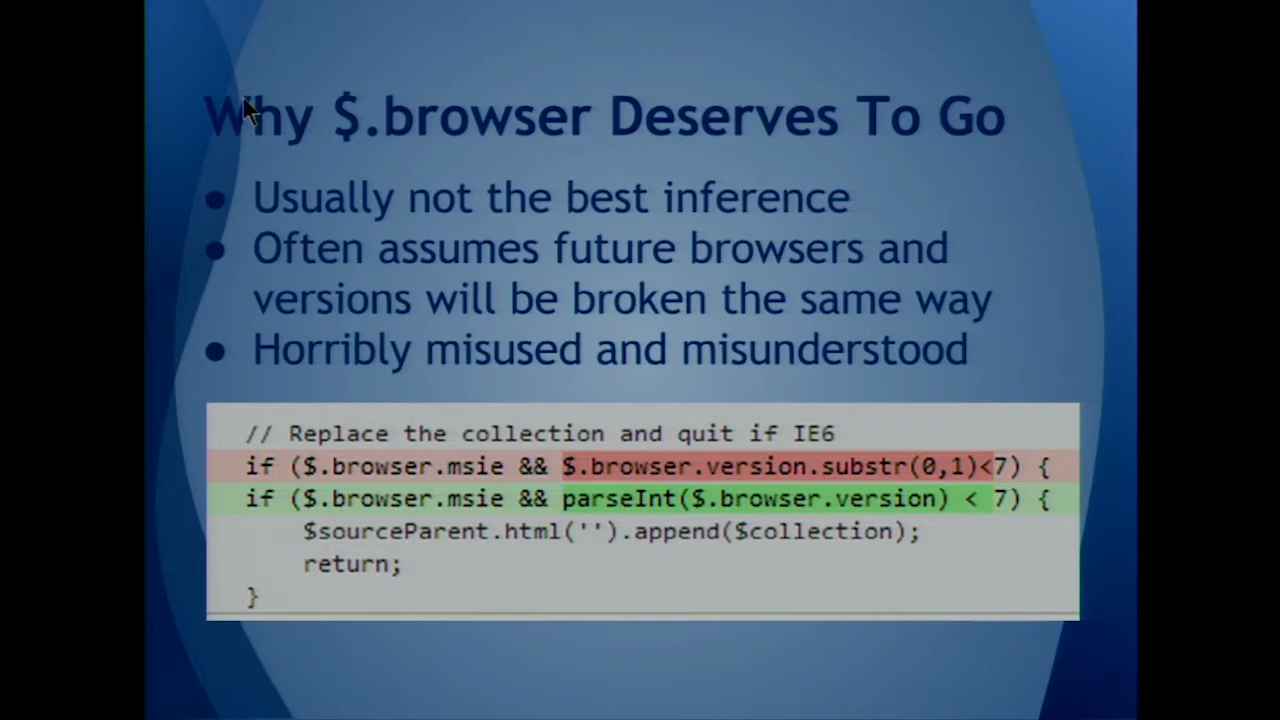 Why $.browser Deserves To Go
● Usually not the best inference
● Often assumes future browsers and
versions will be broken the same way
● Horribly misused and misunderstood
// Replace the collection and quit if IE6
if ($.browser.msie && $.browser.version.substr(0,1)<7) {
if ($.browser.msie && parseInt($.browser.version) < 7) {
$sourceParent.html('').append($collection);
return;
}